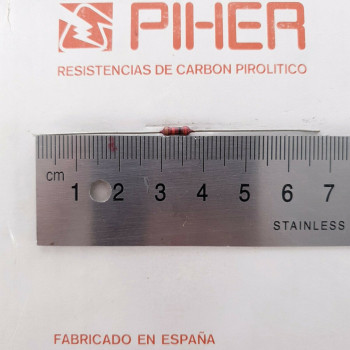 PIHER
RESISTENCIAS DE CARBON PIROLITICO
cm 1 2 3 4 5 6 7
STAINLESS
FABRICADO EN ESPAÑA